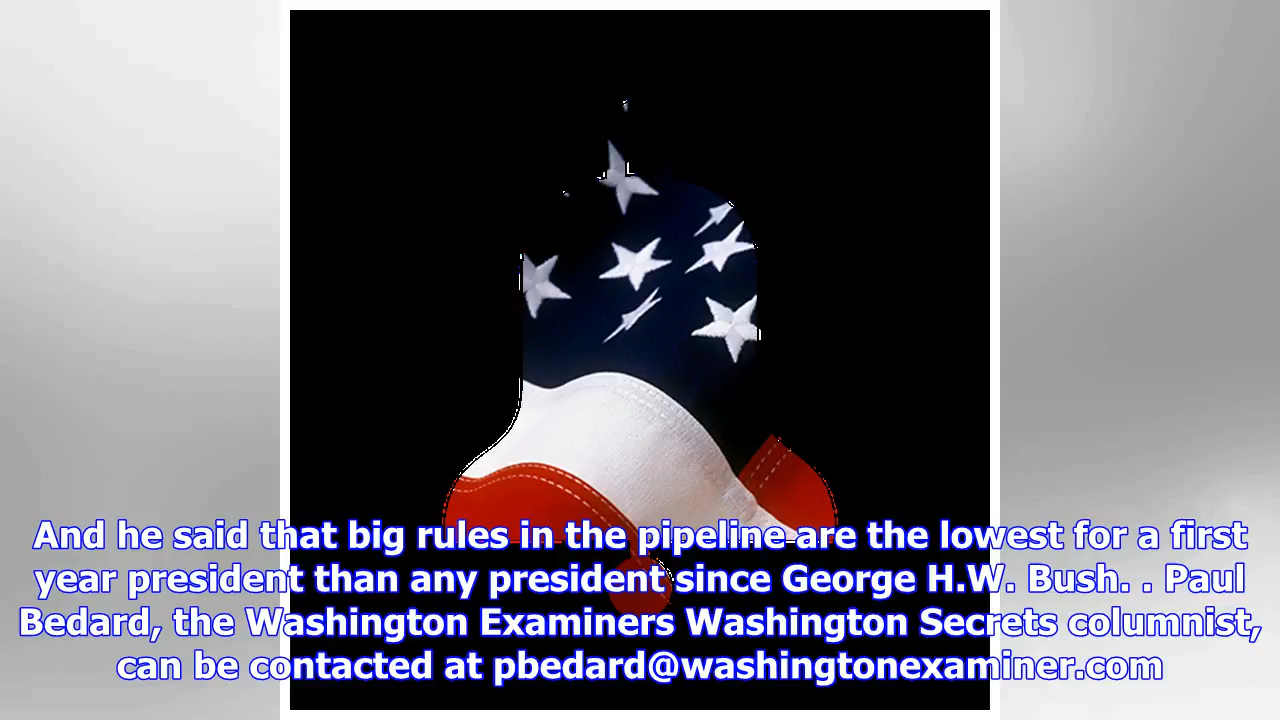 And he said that big rules in the pipeline are the lowest for a first
year president than any president since George H.W. Bush. . Paul
Bedard, the Washington Examiners Washington Secrets columnist,
can be contacted at pbedard@washingtonexaminer.com